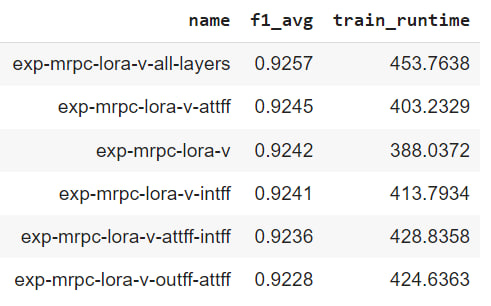 name f1_avg train_runtime
exp-mrpc-lora-v-all-layers 0.9257 453.7638
exp-mrpc-lora-v-attff 0.9245 403.2329
exp-mrpc-lora-v 0.9242 388.0372
exp-mrpc-lora-v-intff 0.9241 413.7934
exp-mrpc-lora-v-attff-intff 0.9236 428.8358
exp-mrpc-lora-v-outff-attff 0.9228 424.6363